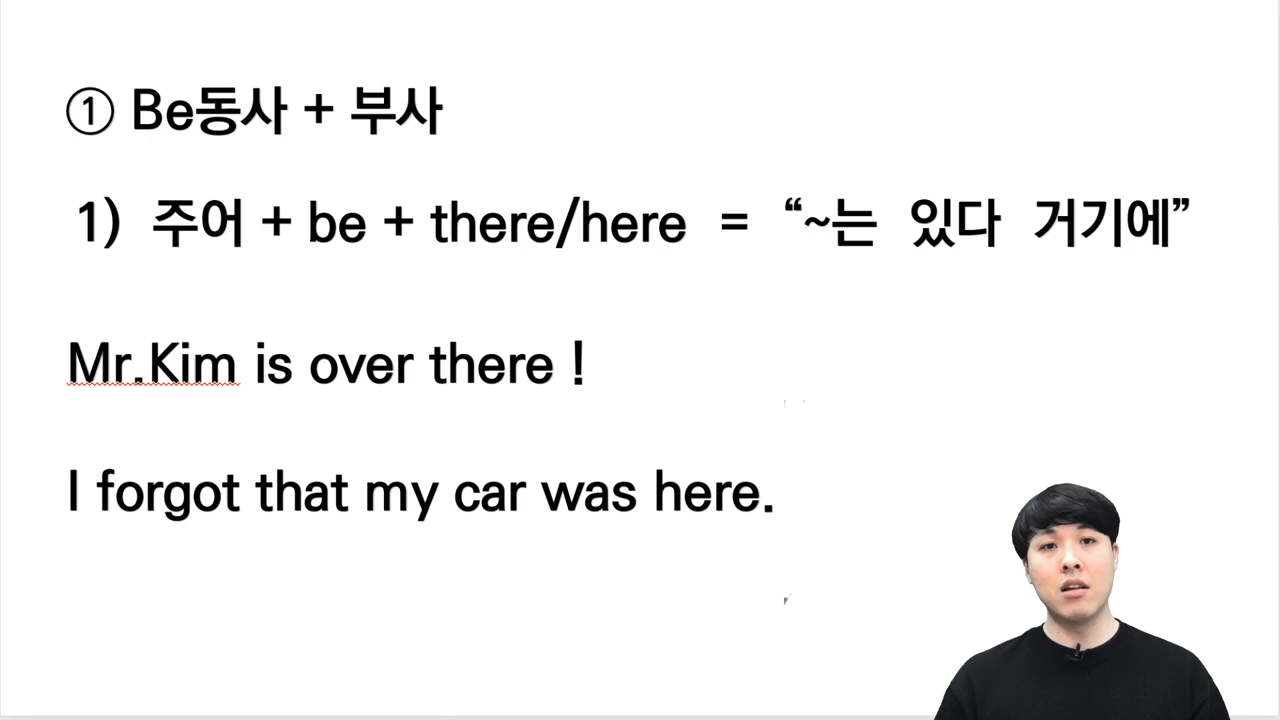 ① Be동사 + 부사
1) 주어 + be + there/here = “~는 있다 거기에”
Mr.Kim is over there !
I forgot that my car was here.